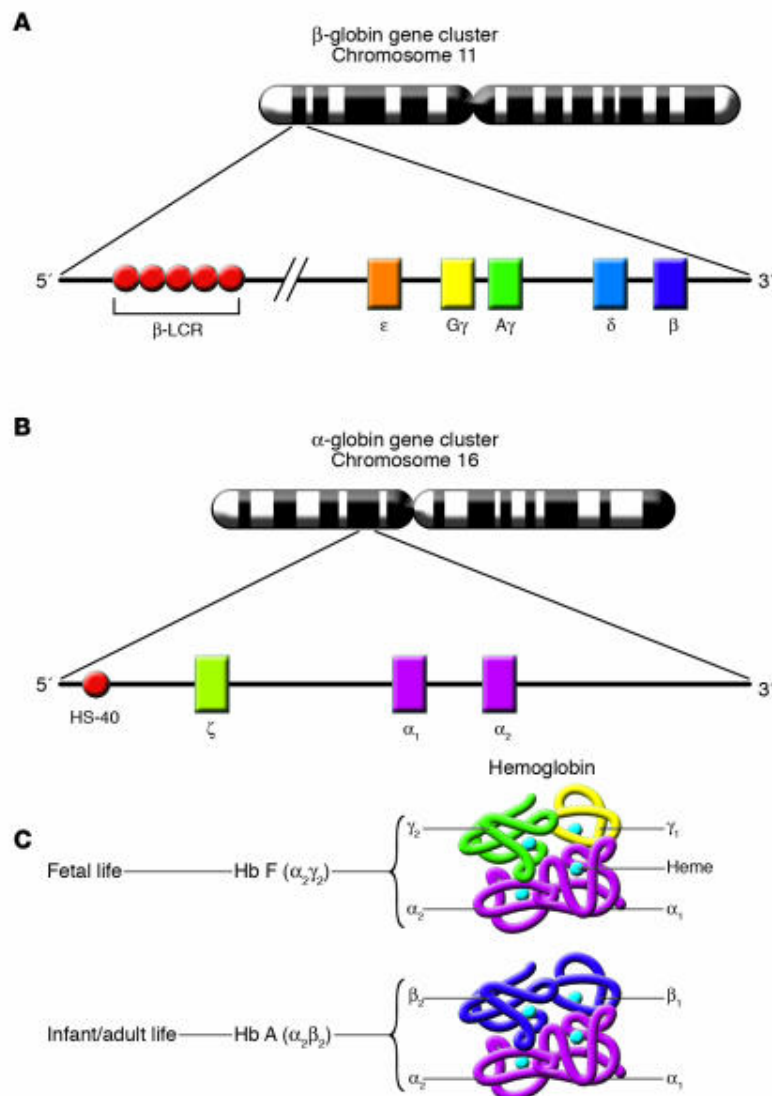 A
β-globin gene cluster
Chromosome 11
5´ 3´
β-LCR ε Gγ Aγ δ β
B
α-globin gene cluster
Chromosome 16
5´ 3´
HS-40 ζ α₁ α₂
Hemoglobin
C
γ₂ γ₁
Fetal life Hb F (α₂γ₂) Heme
α₂ α₁
β₂ β₁
Infant/adult life Hb A (α₂β₂)
α₂ α₁